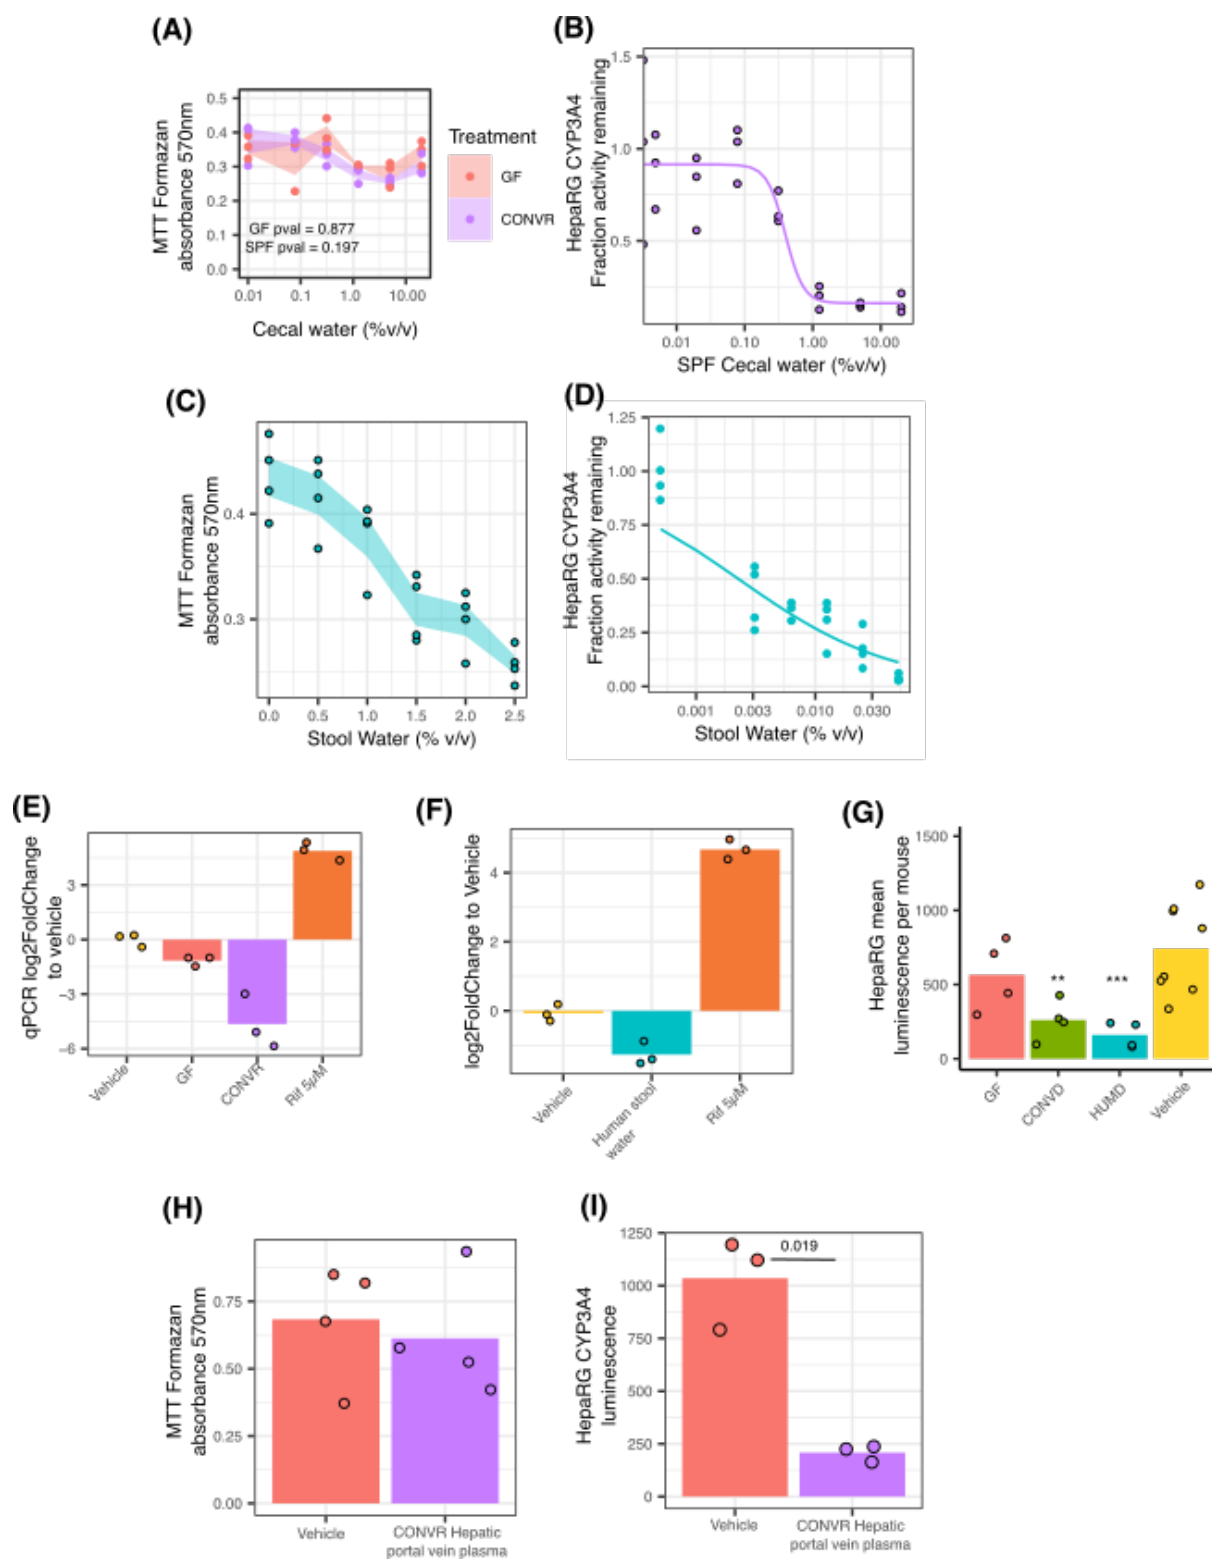 (A)
MTT Formazan
absorbance 570nm
0.5
0.4
0.3
0.2
0.1
0.0
GF pval = 0.877
SPF pval = 0.197
0.01
0.1
1.0
10.00
Cecal water (%v/v)
Treatment
GF
CONVR
(B)
HepaRG CYP3A4
Fraction activity remaining
1.5
1.0
0.5
0.01
0.10
1.00
10.00
SPF Cecal water (%v/v)
(C)
MTT Formazan
absorbance 570nm
0.4
0.3
0.0
0.5
1.0
1.5
2.0
2.5
Stool Water (% v/v)
(D)
HepaRG CYP3A4
Fraction activity remaining
1.25
1.00
0.75
0.50
0.25
0.00
0.001
0.003
0.010
0.030
Stool Water (% v/v)
(E)
qPCR log2FoldChange
to vehicle
3
0
-3
-6
Vehicle
GF
CONVR
Rif 5µM
(F)
log2FoldChange to Vehicle
4
2
0
Vehicle
Human stool
water
Rif 5µM
(G)
HepaRG mean
luminescence per mouse
1500
1000
500
0
**
***
GF
CONVD
HUMD
Vehicle
(H)
MTT Formazan
absorbance 570nm
0.75
0.50
0.25
0.00
Vehicle
CONVR Hepatic
portal vein plasma
(I)
HepaRG CYP3A4
luminescence
1250
1000
750
500
250
0
0.019
Vehicle
CONVR Hepatic
portal vein plasma